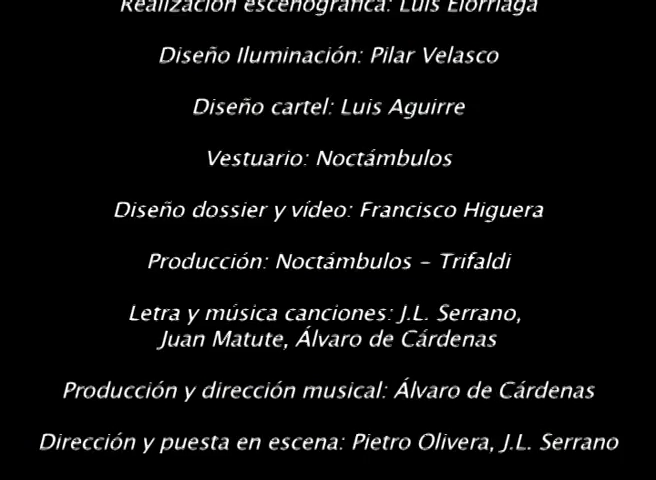 Realización escenográfica: Luis Elorriaga
Diseño Iluminación: Pilar Velasco
Diseño cartel: Luis Aguirre
Vestuario: Noctámbulos
Diseño dossier y vídeo: Francisco Higuera
Producción: Noctámbulos - Trifaldi
Letra y música canciones: J.L. Serrano,
Juan Matute, Álvaro de Cárdenas
Producción y dirección musical: Álvaro de Cárdenas
Dirección y puesta en escena: Pietro Olivera, J.L. Serrano